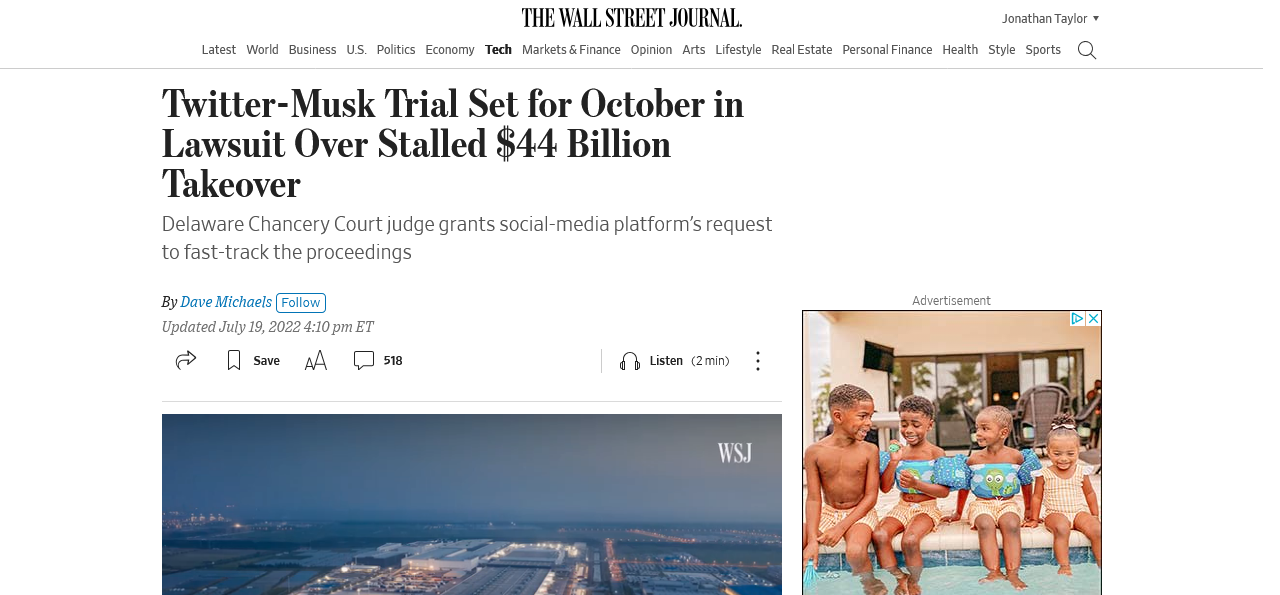 THE WALL STREET JOURNAL.
Jonathan Taylor
Latest World Business U.S. Politics Economy Tech Markets & Finance Opinion Arts Lifestyle Real Estate Personal Finance Health Style Sports
Twitter-Musk Trial Set for October in
Lawsuit Over Stalled $44 Billion
Takeover
Delaware Chancery Court judge grants social-media platform’s request
to fast-track the proceedings
By Dave Michaels Follow
Updated July 19, 2022 4:10 pm ET
Save AA 518 Listen (2 min)
WSJ
Advertisement